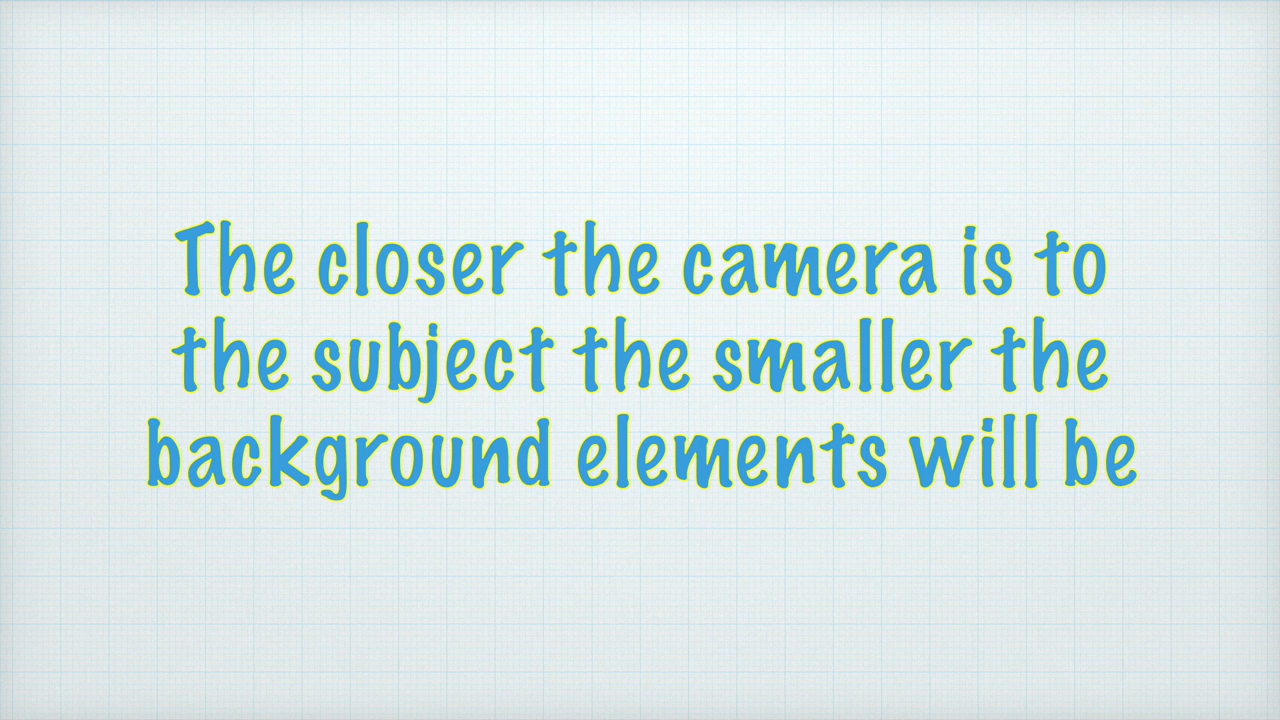 The closer the camera is to
the subject the smaller the
background elements will be